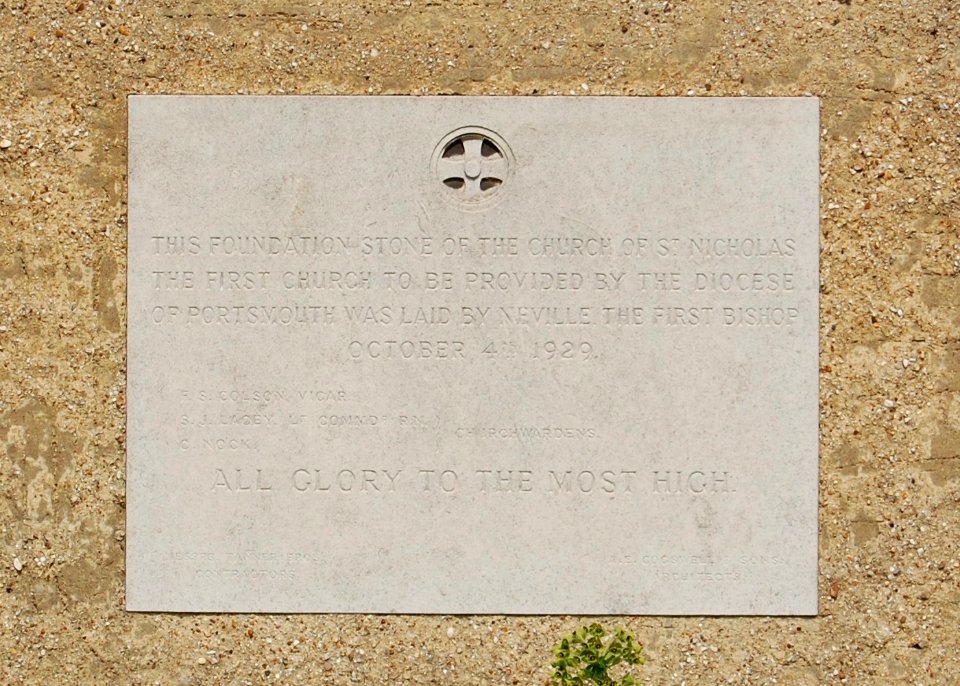 THIS FOUNDATION STONE OF THE CHURCH OF ST NICHOLAS
THE FIRST CHURCH TO BE PROVIDED BY THE DIOCESE
OF PORTSMOUTH WAS LAID BY NEVILLE THE FIRST BISHOP
OCTOBER 4TH 1929.
F. S. COLSON. VICAR.
S. J. LACEY. LT COMMDR R.N.
CHURCHWARDENS.
C. NOCK.
ALL GLORY TO THE MOST HIGH.
MESSRS.
CONTRACTORS.
A. E. COGSWELL & SONS.
ARCHITECTS.